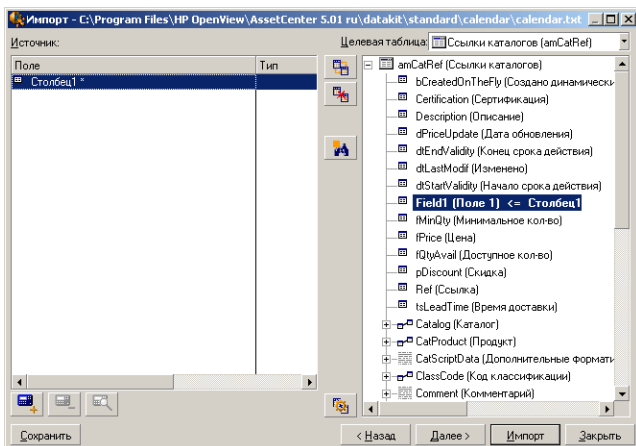 Импорт - C:\Program Files\HP OpenView\AssetCenter 5.01 ru\datakit\standard\calendar\calendar.txt
Источник:
Целевая таблица: Ссылки каталогов (amCatRef)
Поле Тип
Столбец1 *
amCatRef (Ссылки каталогов)
bCreatedOnTheFly (Создано динамически
Certification (Сертификация)
Description (Описание)
dPriceUpdate (Дата обновления)
dtEndValidity (Конец срока действия)
dtLastModif (Изменено)
dtStartValidity (Начало срока действия)
Field1 (Поле 1) <= Столбец1
fMinQty (Минимальное кол-во)
fPrice (Цена)
fQtyAvail (Доступное кол-во)
pDiscount (Скидка)
Ref (Ссылка)
tsLeadTime (Время доставки)
Catalog (Каталог)
CatProduct (Продукт)
CatScriptData (Дополнительные формати
ClassCode (Код классификации)
Comment (Комментарий)
Сохранить < Назад Далее > Импорт Закрыть